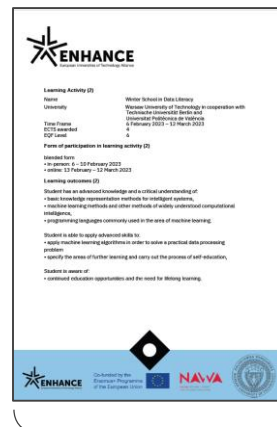 ENHANCE
European Universities of Technology Alliance
Learning Activity (2)
Name Winter School in Data Literacy
University Warsaw University of Technology in cooperation with
Technische Universität Berlin and
Universitat Politècnica de València
Time Frame 6 February 2023 – 12 March 2023
ECTS awarded 4
EQF Level 6
Form of participation in learning activity (2)
blended form
• in-person: 6 – 10 February 2023
• online: 13 February – 12 March 2023
Learning outcomes (2)
Student has an advanced knowledge and a critical understanding of:
• basic knowledge representation methods for intelligent systems,
• machine learning methods and other methods of widely understood computational
intelligence,
• programming languages commonly used in the area of machine learning.
Student is able to apply advanced skills to:
• apply machine learning algorithms in order to solve a practical data processing
problem
• specify the areas of further learning and carry out the process of self-education,
Student is aware of:
• continued education opportunities and the need for lifelong learning.
ENHANCE
Co-funded by the
Erasmus+ Programme
of the European Union
NAWA